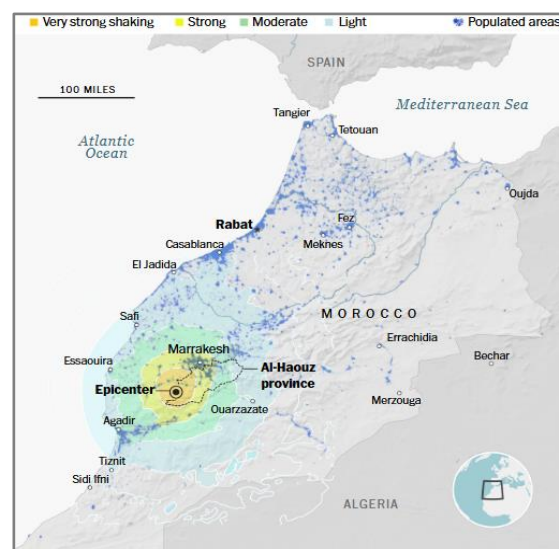 Very strong shaking Strong Moderate Light Populated areas
SPAIN
100 MILES
Mediterranean Sea
Tangier
Tetouan
Atlantic
Ocean
Oujda
Rabat
Fez
Casablanca
Mekhes
El Jadida
MOROCCO
Safi
Errachidia
Marrakesh
Bechar
Essaouira
Al-Haouz
province
Epicenter
Merzouga
Ouarzazate
Agadir
Tiznit
Sidi Ifni
ALGERIA